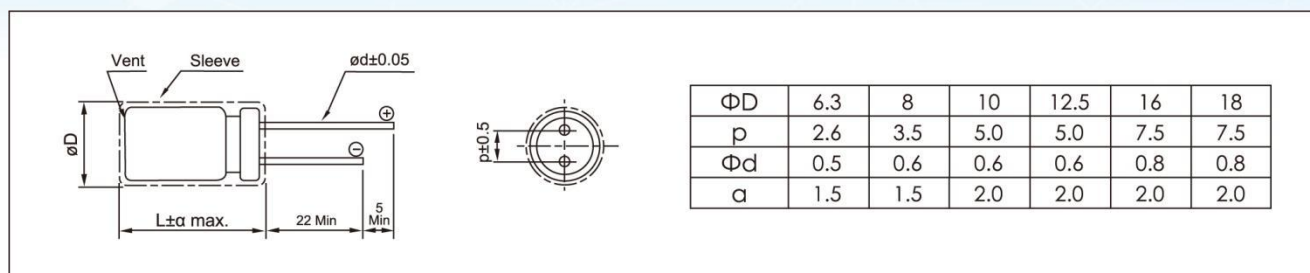 Vent
Sleeve
ød±0.05
⊕
⊖
øD
L±α max.
22 Min
5
Min
p±0.5
ΦD 6.3 8 10 12.5 16 18
p 2.6 3.5 5.0 5.0 7.5 7.5
Φd 0.5 0.6 0.6 0.6 0.8 0.8
α 1.5 1.5 2.0 2.0 2.0 2.0